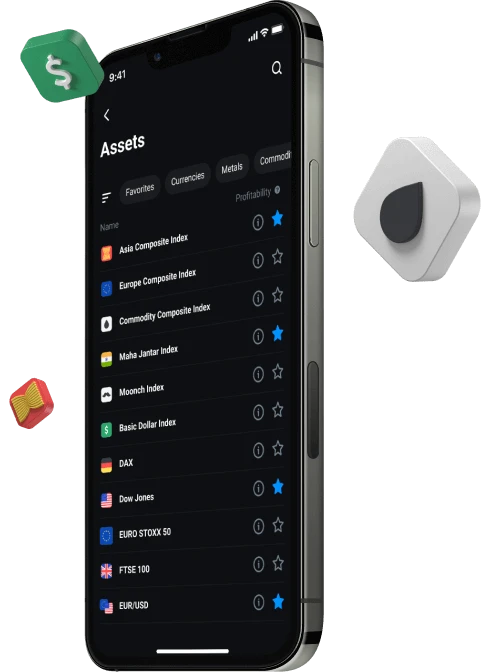 $
9:41
Assets
Favorites Currencies Metals Commodi
Profitability
Name
Asia Composite Index
Europe Composite Index
Commodity Composite Index
Maha Jantar Index
Moonch Index
$ Basic Dollar Index
DAX
Dow Jones
EURO STOXX 50
FTSE 100
EUR/USD